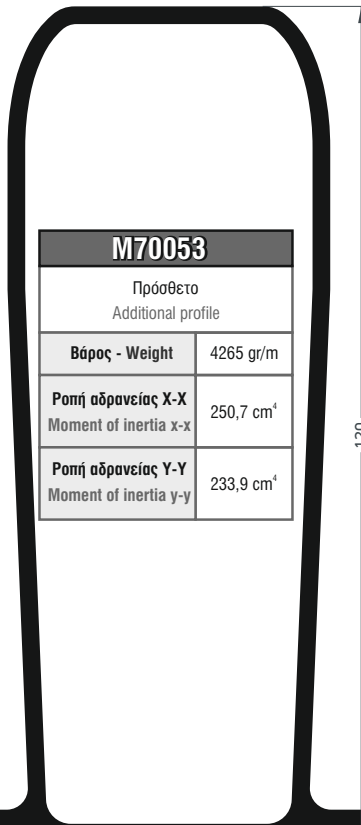 M70053
Πρόσθετο
Additional profile
Βάρος - Weight 4265 gr/m
Ροπή αδρανείας Χ-Χ
Moment of inertia x-x
250,7 cm⁴
Ροπή αδρανείας Υ-Υ
Moment of inertia y-y
233,9 cm⁴